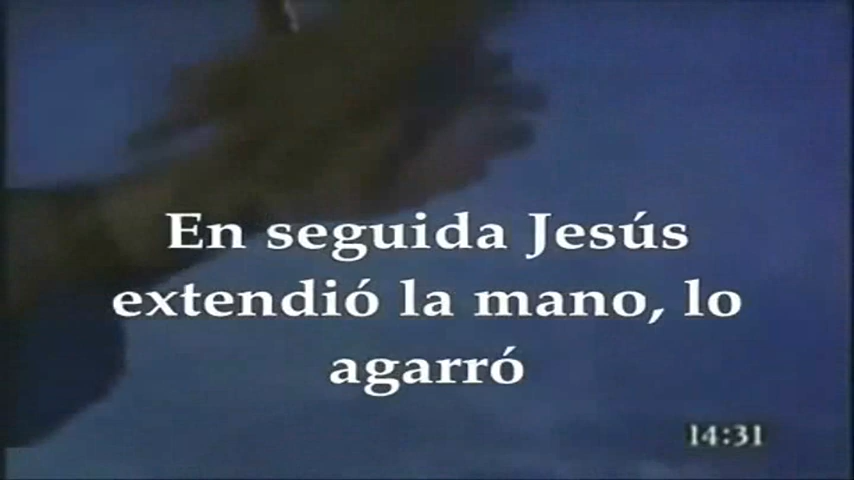 En seguida Jesús
extendió la mano, lo
agarró
14:31